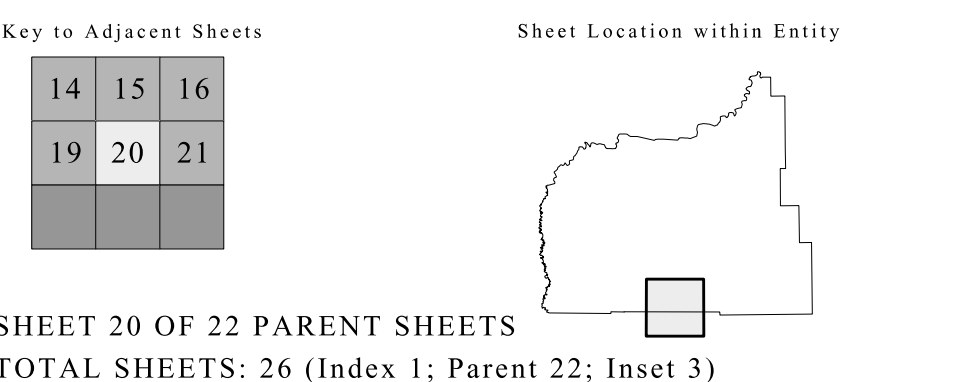 Key to Adjacent Sheets
Sheet Location within Entity
14 15 16
19 20 21
SHEET 20 OF 22 PARENT SHEETS
TOTAL SHEETS: 26 (Index 1; Parent 22; Inset 3)